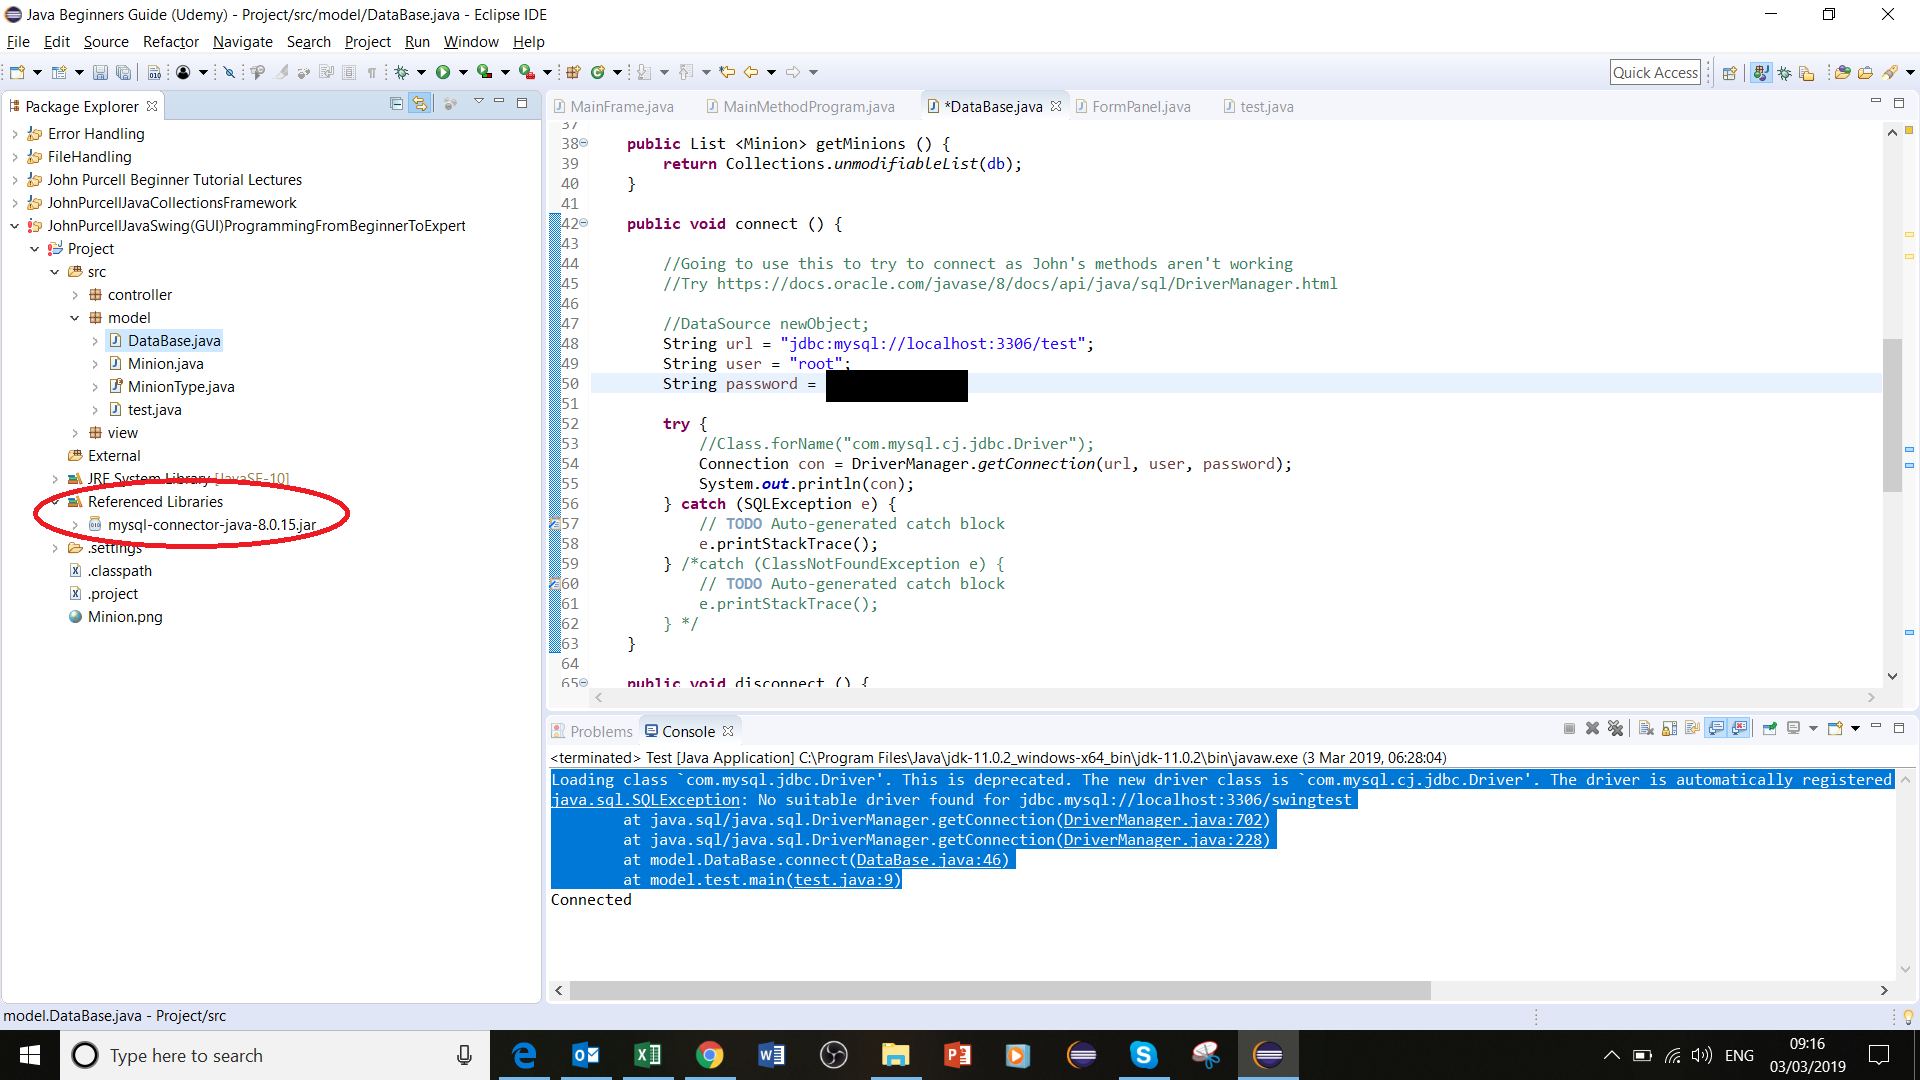 Java Beginners Guide (Udemy) - Project/src/model/DataBase.java - Eclipse IDE
File Edit Source Refactor Navigate Search Project Run Window Help
Quick Access
Package Explorer
Error Handling
FileHandling
John Purcell Beginner Tutorial Lectures
JohnPurcellJavaCollectionsFramework
JohnPurcellJavaSwing(GUI)ProgrammingFromBeginnerToExpert
Project
src
controller
model
DataBase.java
Minion.java
MinionType.java
test.java
view
External
JRE System Library [JavaSE-10]
Referenced Libraries
mysql-connector-java-8.0.15.jar
.settings
.classpath
.project
Minion.png
MainFrame.java MainMethodProgram.java *DataBase.java FormPanel.java test.java
37
38 public List <Minion> getMinions () {
39 return Collections.unmodifiableList(db);
40 }
41
42 public void connect () {
43
44 //Going to use this to try to connect as John's methods aren't working
45 //Try https://docs.oracle.com/javase/8/docs/api/java/sql/DriverManager.html
46
47 //DataSource newObject;
48 String url = "jdbc:mysql://localhost:3306/test";
49 String user = "root";
50 String password =
51
52 try {
53 //Class.forName("com.mysql.cj.jdbc.Driver");
54 Connection con = DriverManager.getConnection(url, user, password);
55 System.out.println(con);
56 } catch (SQLException e) {
57 // TODO Auto-generated catch block
58 e.printStackTrace();
59 } /*catch (ClassNotFoundException e) {
60 // TODO Auto-generated catch block
61 e.printStackTrace();
62 } */
63 }
64
65 public void disconnect () {
Problems Console
<terminated> Test [Java Application] C:\Program Files\Java\jdk-11.0.2_windows-x64_bin\jdk-11.0.2\bin\javaw.exe (3 Mar 2019, 06:28:04)
Loading class `com.mysql.jdbc.Driver'. This is deprecated. The new driver class is `com.mysql.cj.jdbc.Driver'. The driver is automatically registered
java.sql.SQLException: No suitable driver found for jdbc:mysql://localhost:3306/swingtest
at java.sql/java.sql.DriverManager.getConnection(DriverManager.java:702)
at java.sql/java.sql.DriverManager.getConnection(DriverManager.java:228)
at model.DataBase.connect(DataBase.java:46)
at model.test.main(test.java:9)
Connected
model.DataBase.java - Project/src
Type here to search
ENG
09:16
03/03/2019